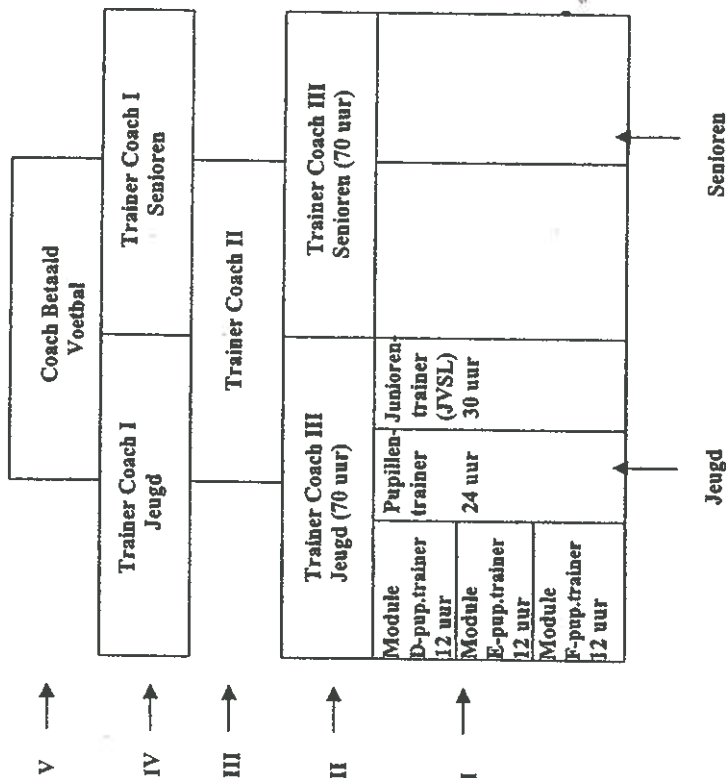 V
Coach Betaald
Voetbal
IV
Trainer Coach I
Jeugd
Trainer Coach I
Senioren
III
Trainer Coach II
II
Trainer Coach III
Jeugd (70 uur)
Trainer Coach III
Senioren (70 uur)
I
Module
D-pup.trainer
12 uur
Module
E-pup.trainer
12 uur
Module
F-pup.trainer
12 uur
Pupillen-
trainer
24 uur
Junioren-
trainer
(JVSL)
30 uur
Jeugd
Senioren